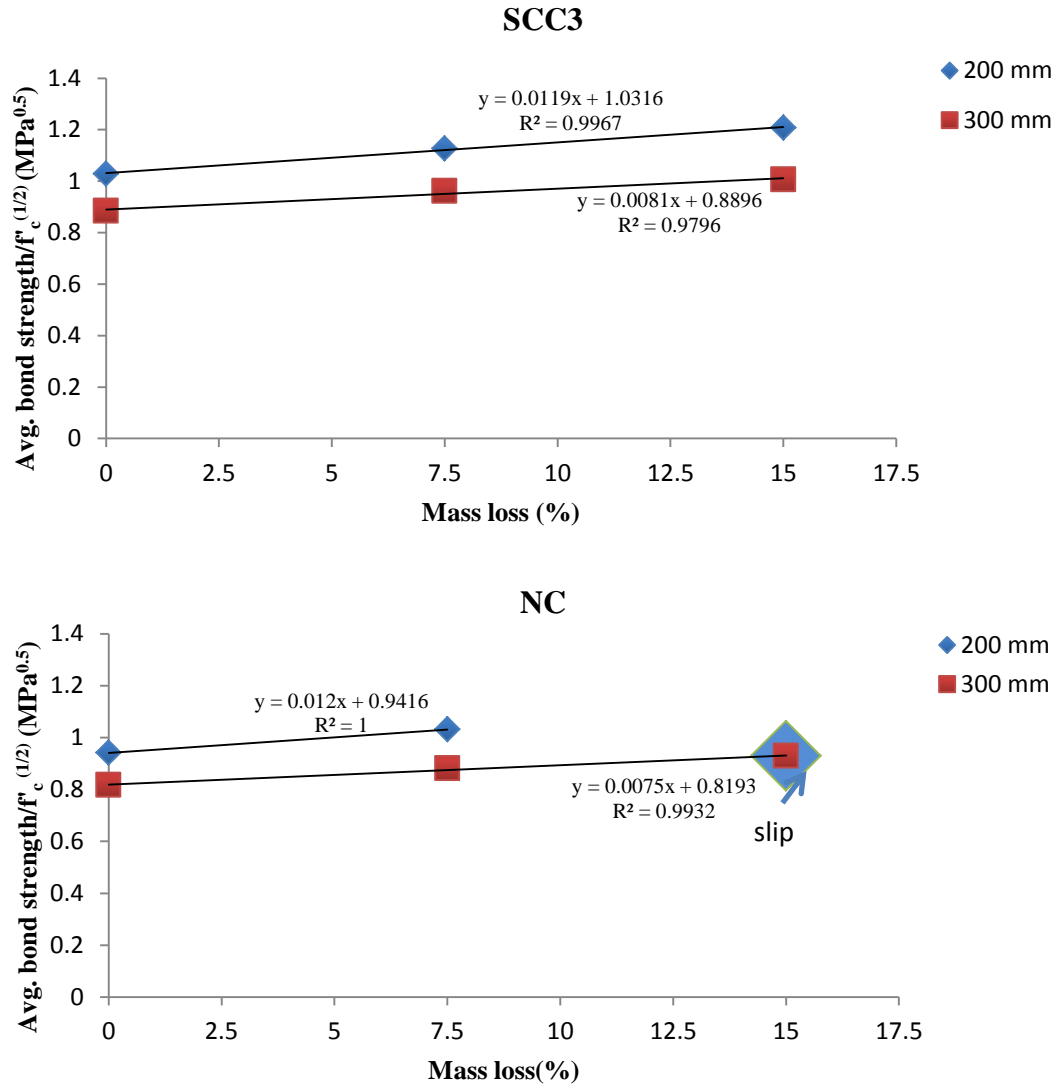 SCC3
200 mm
300 mm
Avg. bond strength/f'c^(1/2) (MPa^0.5)
1.4
1.2
1
0.8
0.6
0.4
0.2
0
y = 0.0119x + 1.0316
R² = 0.9967
y = 0.0081x + 0.8896
R² = 0.9796
0 2.5 5 7.5 10 12.5 15 17.5
Mass loss (%)
NC
200 mm
300 mm
Avg. bond strength/f'c^(1/2) (MPa^0.5)
1.4
1.2
1
0.8
0.6
0.4
0.2
0
y = 0.012x + 0.9416
R² = 1
y = 0.0075x + 0.8193
R² = 0.9932
slip
0 2.5 5 7.5 10 12.5 15 17.5
Mass loss(%)